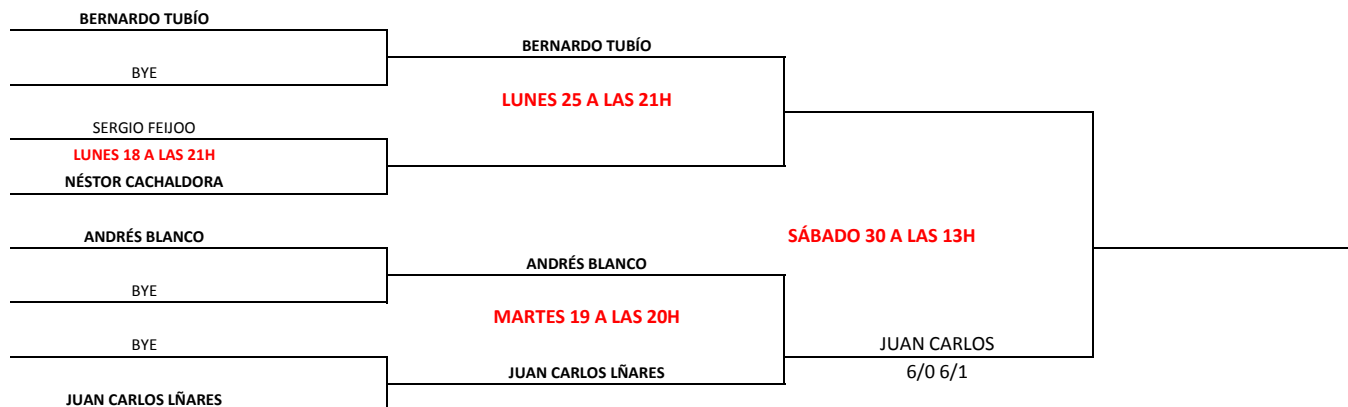 BERNARDO TUBÍO
BERNARDO TUBÍO
BYE
LUNES 25 A LAS 21H
SERGIO FEIJOO
LUNES 18 A LAS 21H
NÉSTOR CACHALDORA
ANDRÉS BLANCO
SÁBADO 30 A LAS 13H
ANDRÉS BLANCO
BYE
MARTES 19 A LAS 20H
BYE
JUAN CARLOS
JUAN CARLOS LÑARES
6/0 6/1
JUAN CARLOS LÑARES